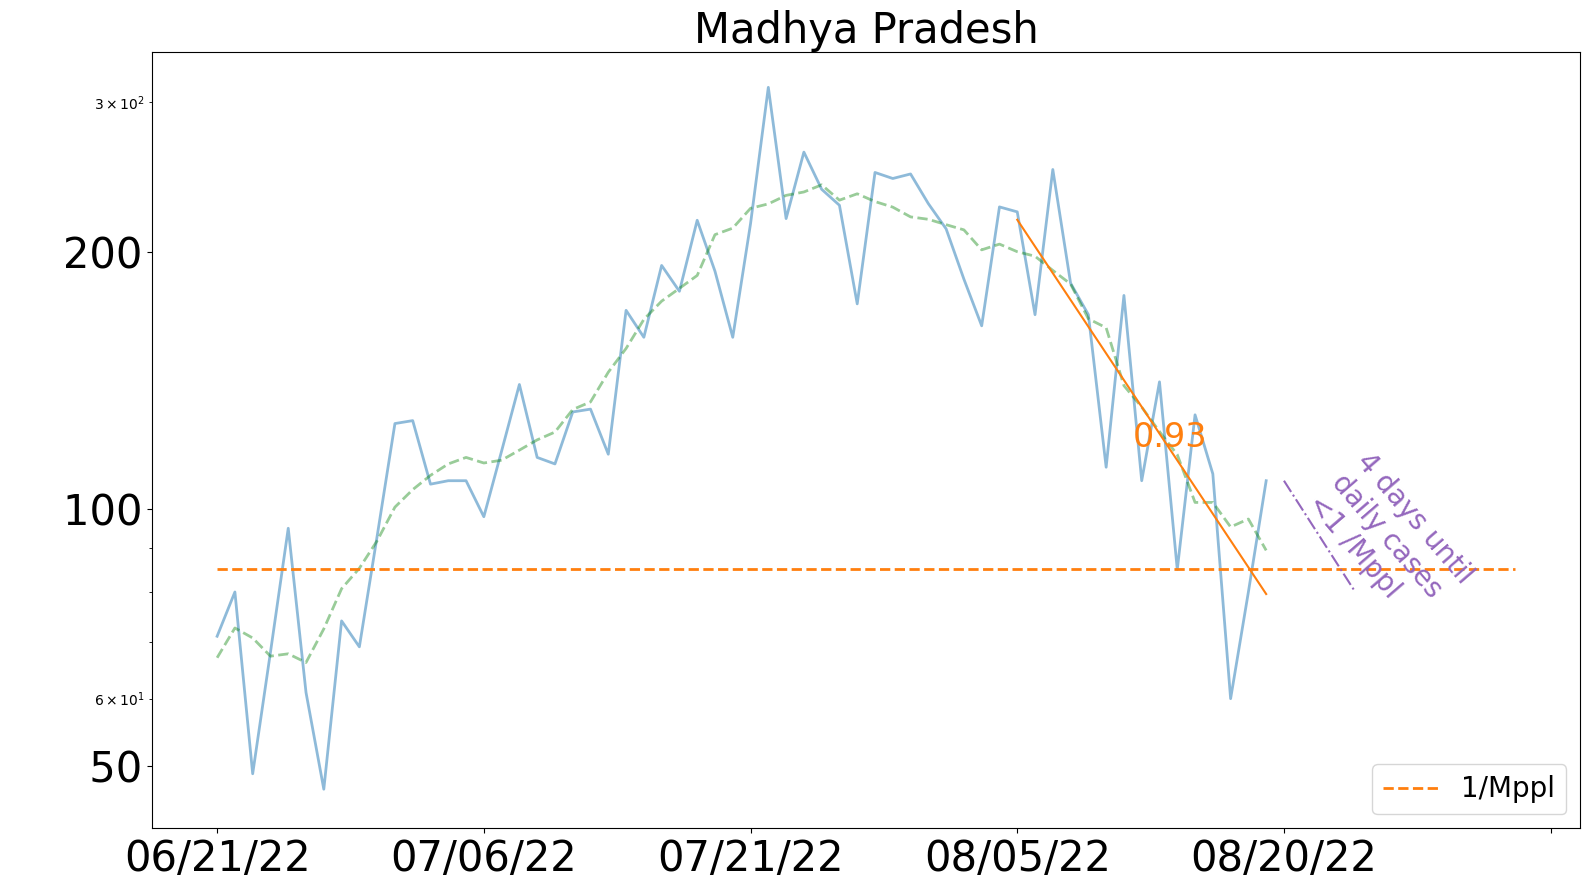 Madhya Pradesh
3 × 10²
200
100
6 × 10¹
50
0.93
4 days until
daily cases
<1 /Mppl
1/Mppl
06/21/22 07/06/22 07/21/22 08/05/22 08/20/22